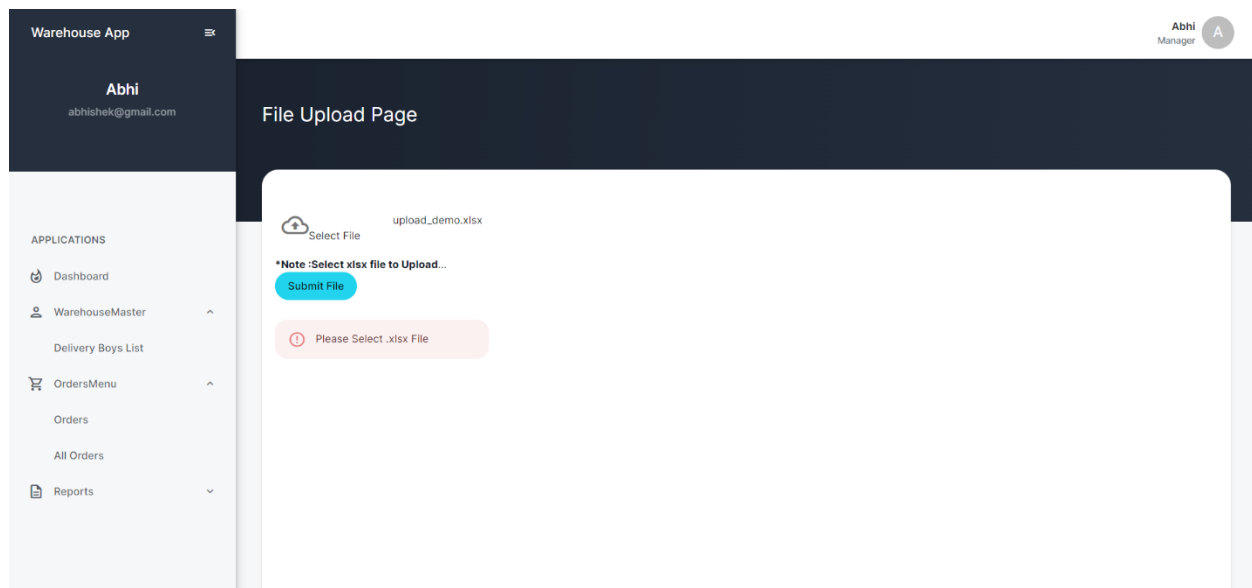 Warehouse App
Abhi
Manager
A
Abhi
abhishek@gmail.com
File Upload Page
APPLICATIONS
Dashboard
WarehouseMaster
Delivery Boys List
OrdersMenu
Orders
All Orders
Reports
upload_demo.xlsx
Select File
*Note :Select xlsx file to Upload...
Submit File
Please Select .xlsx File